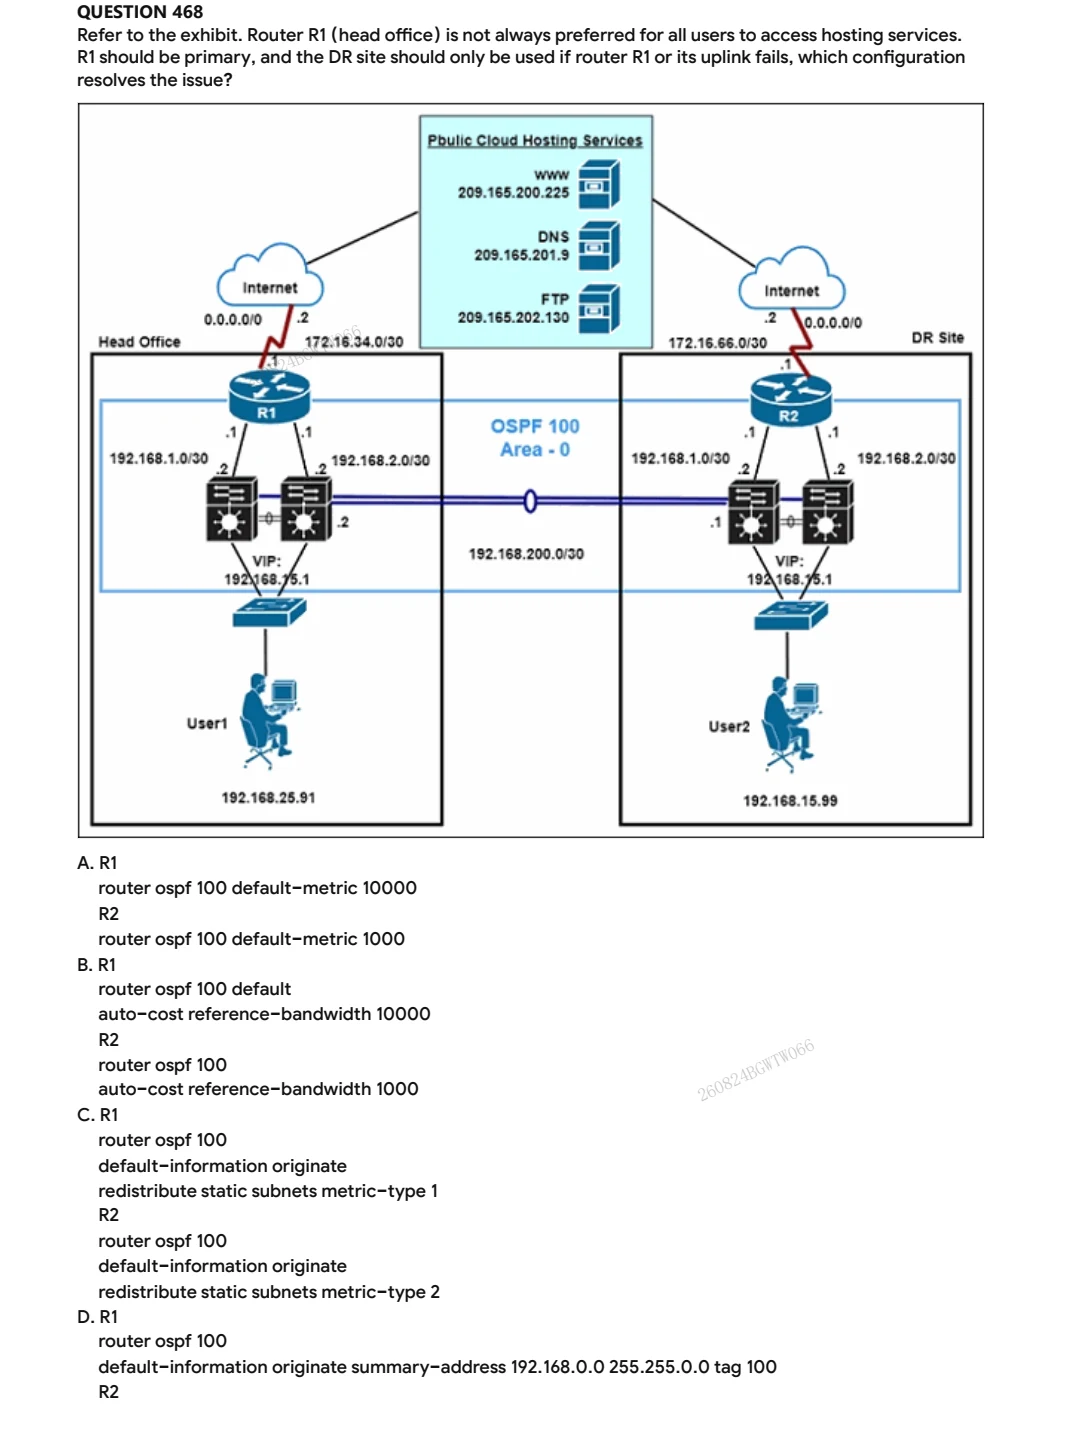 QUESTION 468
Refer to the exhibit. Router R1 (head office) is not always preferred for all users to access hosting services.
R1 should be primary, and the DR site should only be used if router R1 or its uplink fails, which configuration
resolves the issue?
Pbulic Cloud Hosting Services
www
209.165.200.225
DNS
209.165.201.9
FTP
209.165.202.130
Internet
Internet
0.0.0.0/0
.2
.2
0.0.0.0/0
Head Office
172.16.34.0/30
172.16.66.0/30
DR Site
.1
.1
R1
R2
OSPF 100
Area - 0
.1
.1
.1
.1
192.168.1.0/30
.2
.2
192.168.2.0/30
192.168.1.0/30
.2
.2
192.168.2.0/30
.2
.1
192.168.200.0/30
VIP:
192.168.15.1
VIP:
192.168.15.1
User1
User2
192.168.25.91
192.168.15.99
A. R1
router ospf 100 default-metric 10000
R2
router ospf 100 default-metric 1000
B. R1
router ospf 100 default
auto-cost reference-bandwidth 10000
R2
router ospf 100
auto-cost reference-bandwidth 1000
260824BGWTW066
C. R1
router ospf 100
default-information originate
redistribute static subnets metric-type 1
R2
router ospf 100
default-information originate
redistribute static subnets metric-type 2
D. R1
router ospf 100
default-information originate summary-address 192.168.0.0 255.255.0.0 tag 100
R2